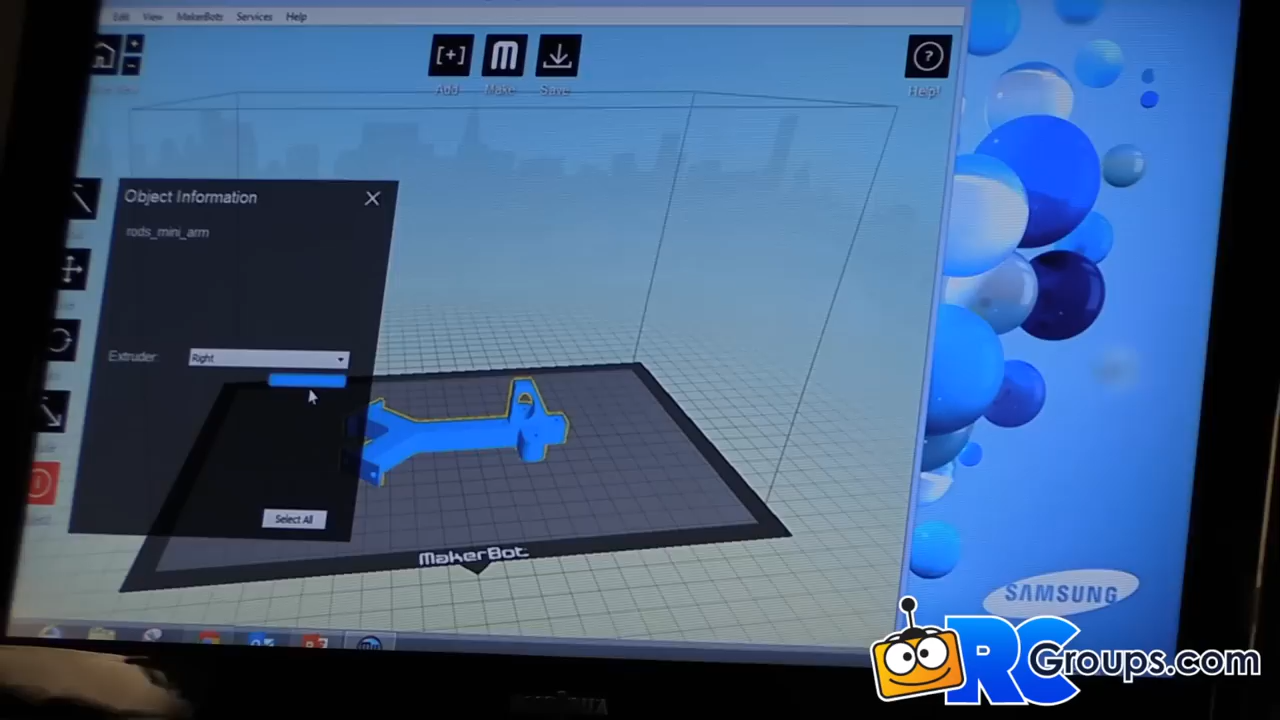 Edit View MakerBots Services Help
Add Make Save
Help!
Object Information
rods_mini_arm
Extruder: Right
Select All
MakerBot
SAMSUNG
RCGroups.com